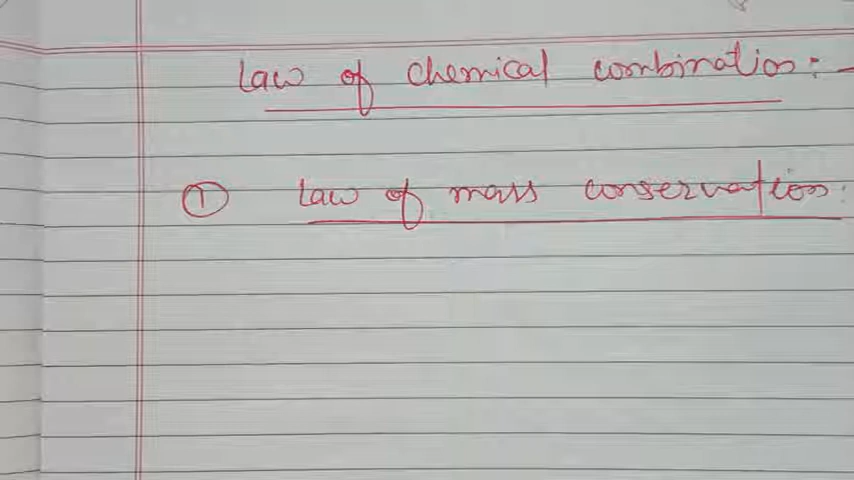 Law of chemical combination:-
① Law of mass conservation: